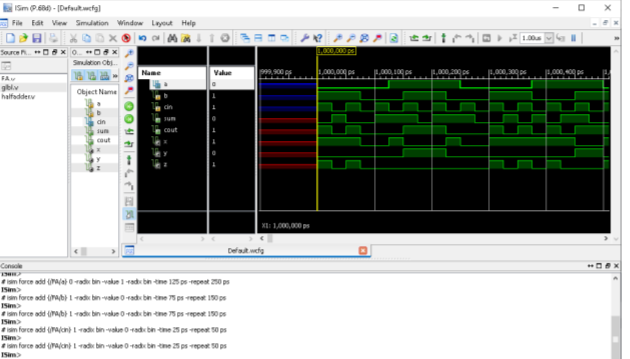 ISim (P.68d) - [Default.wcfg]
File Edit View Simulation Window Layout Help
1.00us
Source Fi...
O...
Simulation Obj...
Object Name
FA.v
glbl.v
halfadder.v
a
b
cin
sum
cout
x
y
z
Name Value
a 0
b 1
cin 1
sum 0
cout 1
x 1
y 0
z 1
1,000,000 ps
999,900 ps 1,000,000 ps 1,000,100 ps 1,000,200 ps 1,000,300 ps 1,000,400 ps
X1: 1,000,000 ps
Default.wcfg
Console
ISim>
# isim force add {/FA/a} 0 -radix bin -value 1 -radix bin -time 125 ps -repeat 250 ps
ISim>
# isim force add {/FA/b} 1 -radix bin -value 0 -radix bin -time 75 ps -repeat 150 ps
ISim>
# isim force add {/FA/b} 1 -radix bin -value 0 -radix bin -time 75 ps -repeat 150 ps
ISim>
# isim force add {/FA/cin} 1 -radix bin -value 0 -radix bin -time 25 ps -repeat 50 ps
ISim>
# isim force add {/FA/cin} 1 -radix bin -value 0 -radix bin -time 25 ps -repeat 50 ps
ISim>